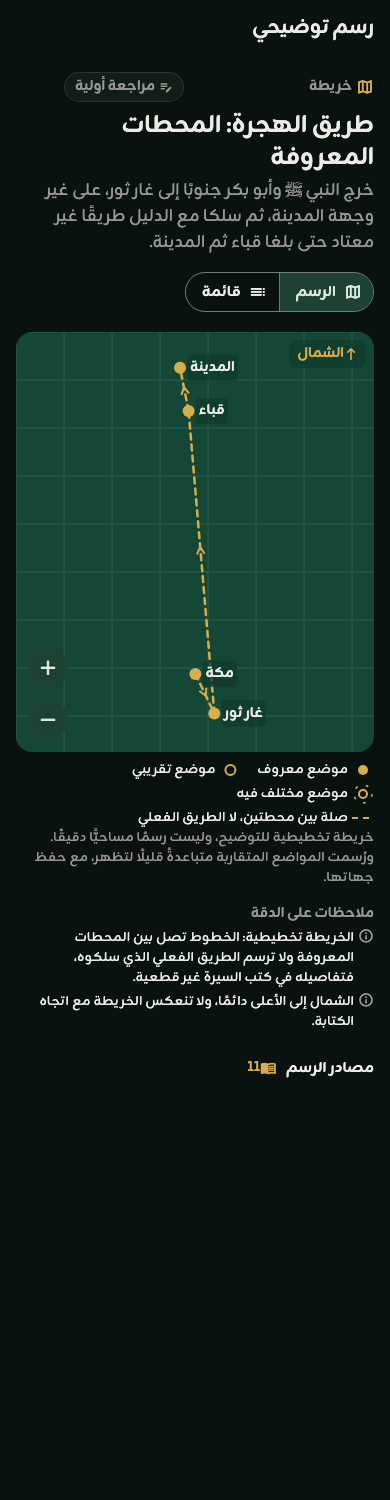 رسم توضيحي
خريطة
مراجعة أولية
طريق الهجرة: المحطات
المعروفة
خرج النبي ﷺ وأبو بكر جنوبًا إلى غار ثور، على غير
وجهة المدينة، ثم سلكا مع الدليل طريقًا غير
معتاد حتى بلغا قباء ثم المدينة.
الرسم
قائمة
↑ الشمال
المدينة
قباء
مكة
غار ثور
+
−
موضع معروف
موضع تقريبي
موضع مختلف فيه
صلة بين محطتين، لا الطريق الفعلي
خريطة تخطيطية للتوضيح، وليست رسمًا مساحيًّا دقيقًا.
ورُسمت المواضع المتقاربة متباعدةً قليلًا لتظهر، مع حفظ
جهاتها.
ملاحظات على الدقة
الخريطة تخطيطية: الخطوط تصل بين المحطات
المعروفة ولا ترسم الطريق الفعلي الذي سلكوه،
فتفاصيله في كتب السيرة غير قطعية.
الشمال إلى الأعلى دائمًا، ولا تنعكس الخريطة مع اتجاه
الكتابة.
مصادر الرسم
11